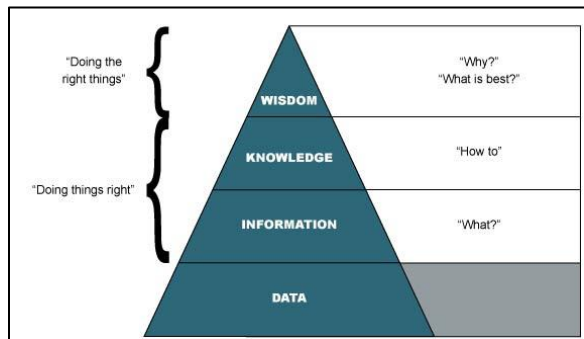 “Doing the
right things”
“Why?”
“What is best?”
WISDOM
KNOWLEDGE
“How to”
“Doing things right”
INFORMATION
“What?”
DATA